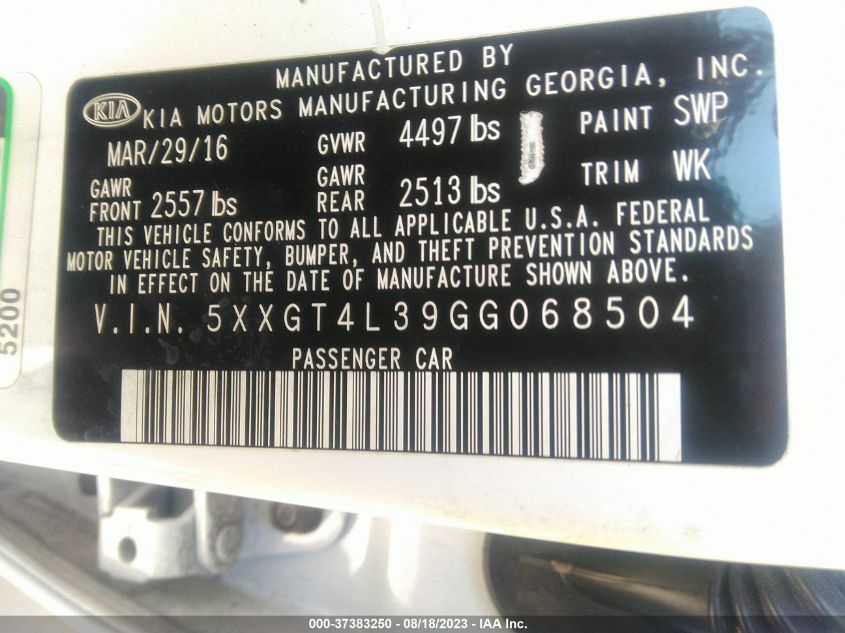 MANUFACTURED BY
KIA KIA MOTORS MANUFACTURING GEORGIA, INC.
MAR/29/16 GVWR 4497 lbs PAINT SWP
GAWR FRONT 2557 lbs GAWR REAR 2513 lbs TRIM WK
THIS VEHICLE CONFORMS TO ALL APPLICABLE U.S.A. FEDERAL
MOTOR VEHICLE SAFETY, BUMPER, AND THEFT PREVENTION STANDARDS
IN EFFECT ON THE DATE OF MANUFACTURE SHOWN ABOVE.
V.I.N. 5XXGT4L39GG068504
PASSENGER CAR
5200
000-37383250 - 08/18/2023 - IAA Inc.